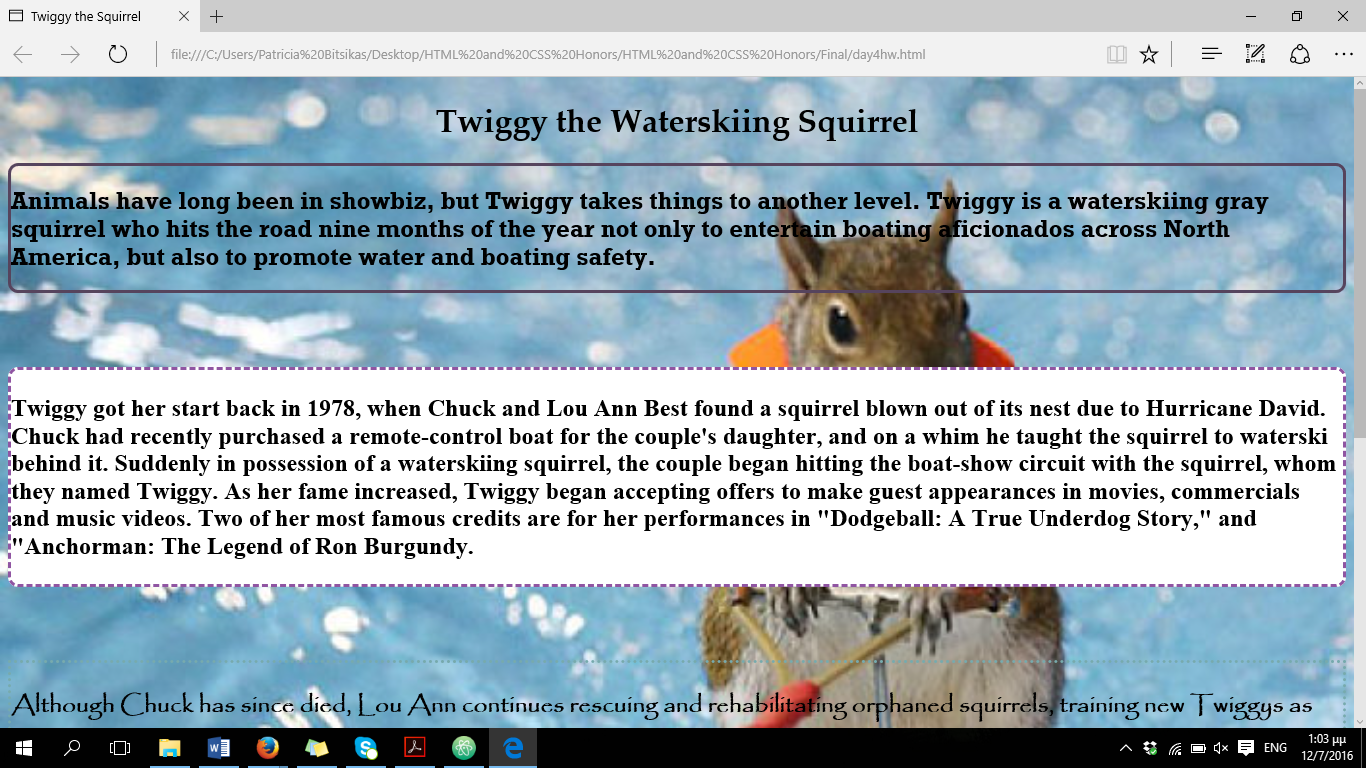 Twiggy the Squirrel
file:///C:/Users/Patricia%20Bitsikas/Desktop/HTML%20and%20CSS%20Honors/HTML%20and%20CSS%20Honors/Final/day4hw.html
Twiggy the Waterskiing Squirrel
Animals have long been in showbiz, but Twiggy takes things to another level. Twiggy is a waterskiing gray
squirrel who hits the road nine months of the year not only to entertain boating aficionados across North
America, but also to promote water and boating safety.
Twiggy got her start back in 1978, when Chuck and Lou Ann Best found a squirrel blown out of its nest due to Hurricane David.
Chuck had recently purchased a remote-control boat for the couple's daughter, and on a whim he taught the squirrel to waterski
behind it. Suddenly in possession of a waterskiing squirrel, the couple began hitting the boat-show circuit with the squirrel, whom
they named Twiggy. As her fame increased, Twiggy began accepting offers to make guest appearances in movies, commercials
and music videos. Two of her most famous credits are for her performances in "Dodgeball: A True Underdog Story," and
"Anchorman: The Legend of Ron Burgundy.
Although Chuck has since died, Lou Ann continues rescuing and rehabilitating orphaned squirrels, training new Twiggys as
ENG
1:03 μμ
12/7/2016